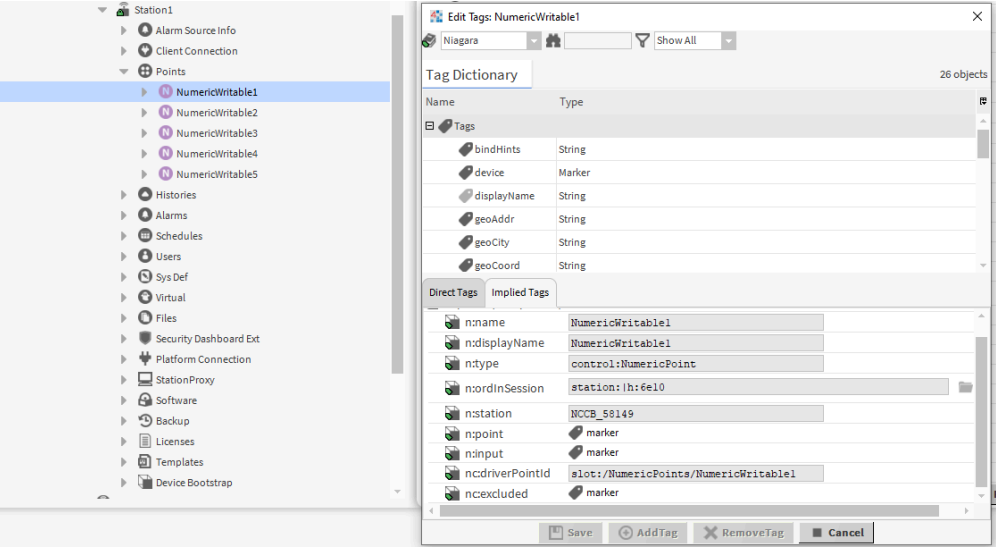 Station1
Alarm Source Info
Client Connection
Points
N NumericWritable1
N NumericWritable2
N NumericWritable3
N NumericWritable4
N NumericWritable5
Histories
Alarms
Schedules
Users
Sys Def
Virtual
Files
Security Dashboard Ext
Platform Connection
StationProxy
Software
Backup
Licenses
Templates
Device Bootstrap
Edit Tags: NumericWritable1
Niagara Show All
Tag Dictionary 26 objects
Name Type
Tags
bindHints String
device Marker
displayName String
geoAddr String
geoCity String
geoCoord String
Direct Tags Implied Tags
n:name NumericWritable1
n:displayName NumericWritable1
n:type control:NumericPoint
n:ordInSession station:|h:6e10
n:station NCCB_58149
n:point marker
n:input marker
nc:driverPointId slot:/NumericPoints/NumericWritable1
nc:excluded marker
Save AddTag RemoveTag Cancel